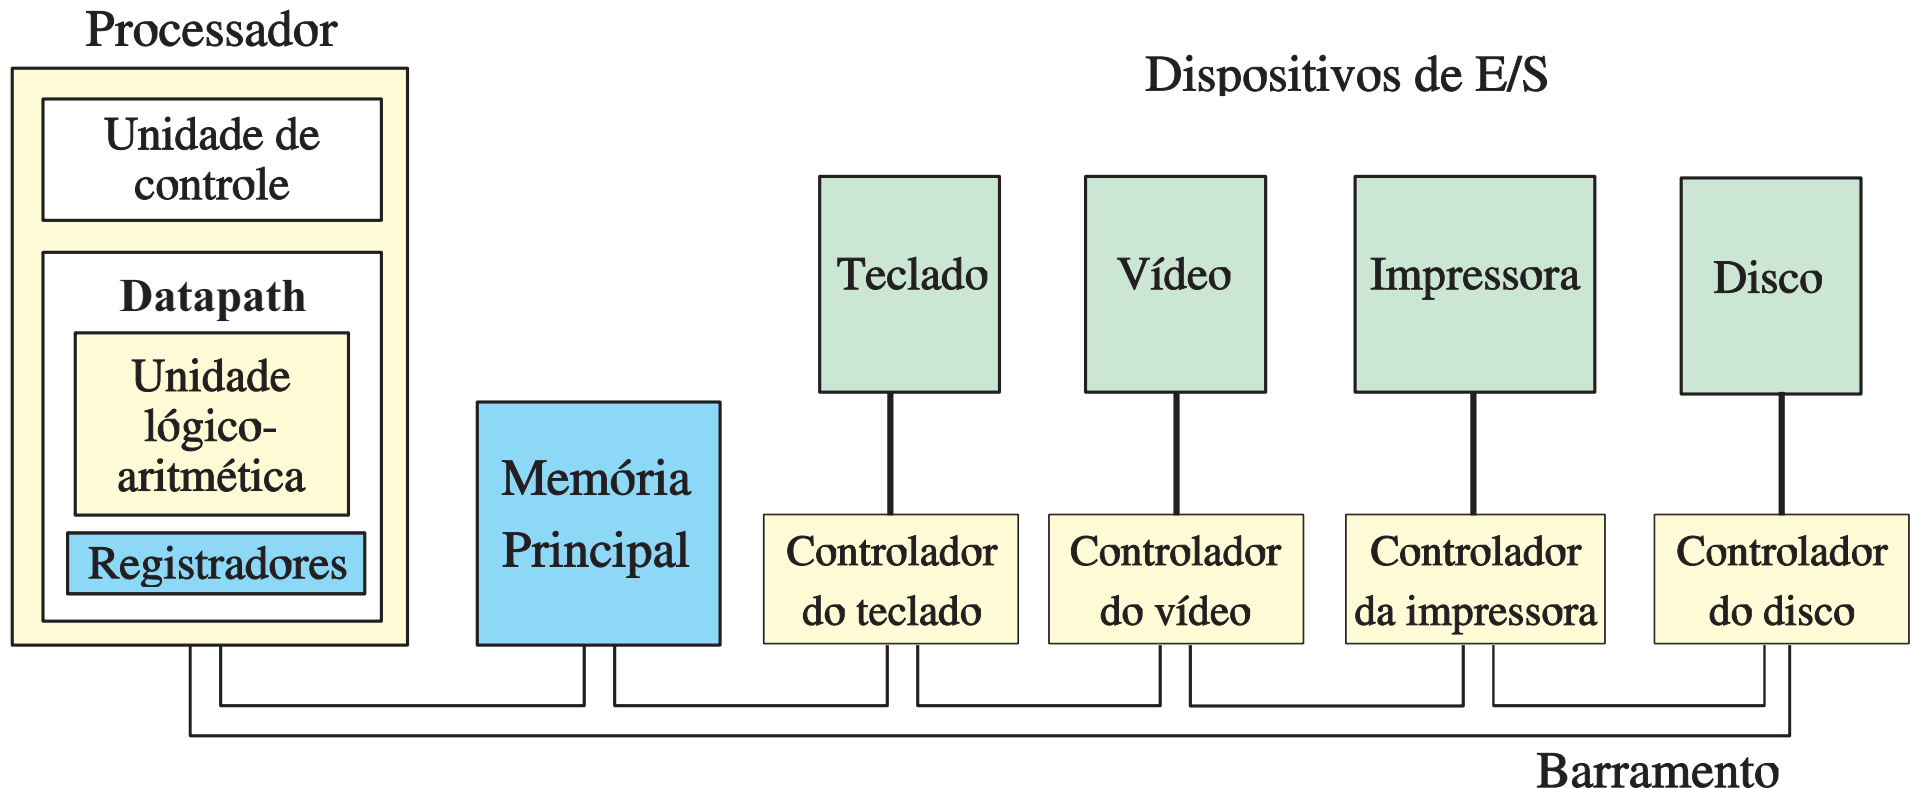 Processador
Unidade de
controle
Datapath
Unidade
lógico-
aritmética
Registradores
Memória
Principal
Dispositivos de E/S
Teclado
Vídeo
Impressora
Disco
Controlador
do teclado
Controlador
do vídeo
Controlador
da impressora
Controlador
do disco
Barramento